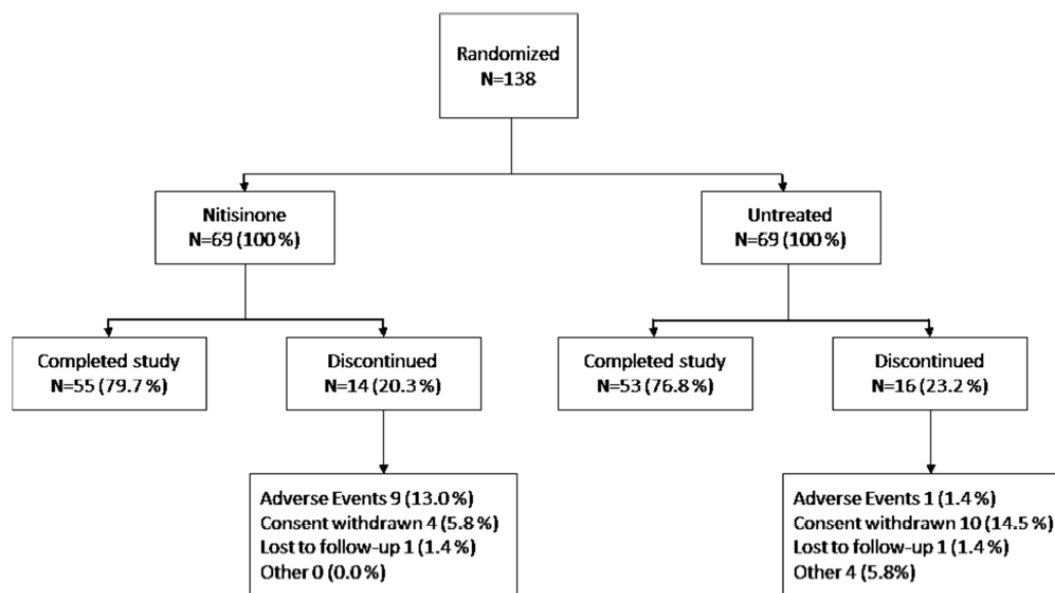 Randomized
N=138
Nitisinone
N=69 (100 %)
Untreated
N=69 (100 %)
Completed study
N=55 (79.7 %)
Discontinued
N=14 (20.3 %)
Completed study
N=53 (76.8 %)
Discontinued
N=16 (23.2 %)
Adverse Events 9 (13.0 %)
Consent withdrawn 4 (5.8 %)
Lost to follow-up 1 (1.4 %)
Other 0 (0.0 %)
Adverse Events 1 (1.4 %)
Consent withdrawn 10 (14.5 %)
Lost to follow-up 1 (1.4 %)
Other 4 (5.8%)